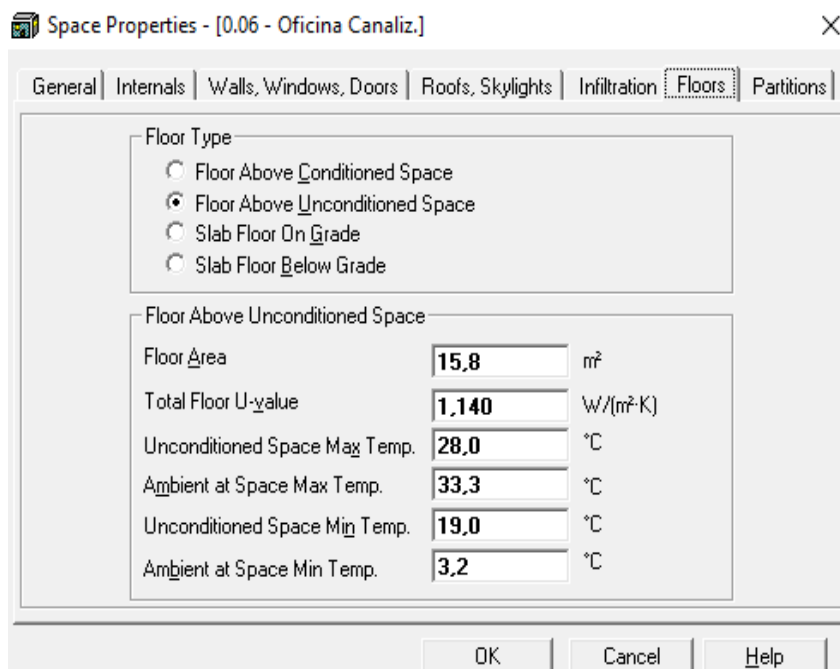 Space Properties - [0.06 - Oficina Canaliz.]
General Internals Walls, Windows, Doors Roofs, Skylights Infiltration Floors Partitions
Floor Type
Floor Above Conditioned Space
Floor Above Unconditioned Space
Slab Floor On Grade
Slab Floor Below Grade
Floor Above Unconditioned Space
Floor Area 15,8 m²
Total Floor U-value 1,140 W/(m²·K)
Unconditioned Space Max Temp. 28,0 °C
Ambient at Space Max Temp. 33,3 °C
Unconditioned Space Min Temp. 19,0 °C
Ambient at Space Min Temp. 3,2 °C
OK Cancel Help